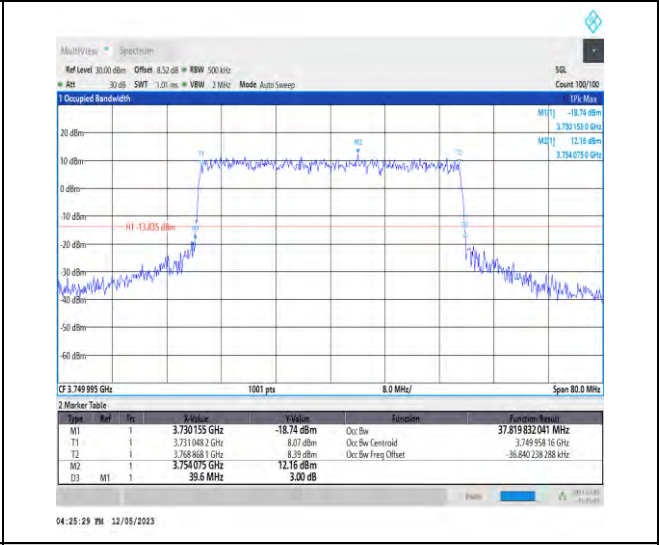 MultiView Spectrum
Ref Level 30.00 dBm Offset 8.52 dB RBW 500 kHz SGL
Att 30 dB SWT 1.01 ms VBW 2 MHz Mode Auto Sweep Count 100/100
1 Occupied Bandwidth 1Pk Max
M1[1] -18.74 dBm
3.730 155 0 GHz
M2[1] 12.16 dBm
3.754 075 0 GHz
20 dBm
M2
T1
10 dBm
0 dBm
-10 dBm
H1 -13.835 dBm
-20 dBm
-30 dBm
-40 dBm
-50 dBm
-60 dBm
CF 3.749 995 GHz 1001 pts 8.0 MHz/ Span 80.0 MHz
2 Marker Table
Type Ref Trc X-Value Y-Value Function Function Result
M1 1 3.730155 GHz -18.74 dBm Occ Bw 37.819 832 041 MHz
T1 1 3.731 048 2 GHz 8.07 dBm Occ Bw Centroid 3.749 958 16 GHz
T2 1 3.768 868 1 GHz 8.39 dBm Occ Bw Freq Offset -36.840 238 288 kHz
M2 1 3.754 075 GHz 12.16 dBm
D3 M1 1 39.6 MHz 3.00 dB
04:25:29 PM 12/05/2023